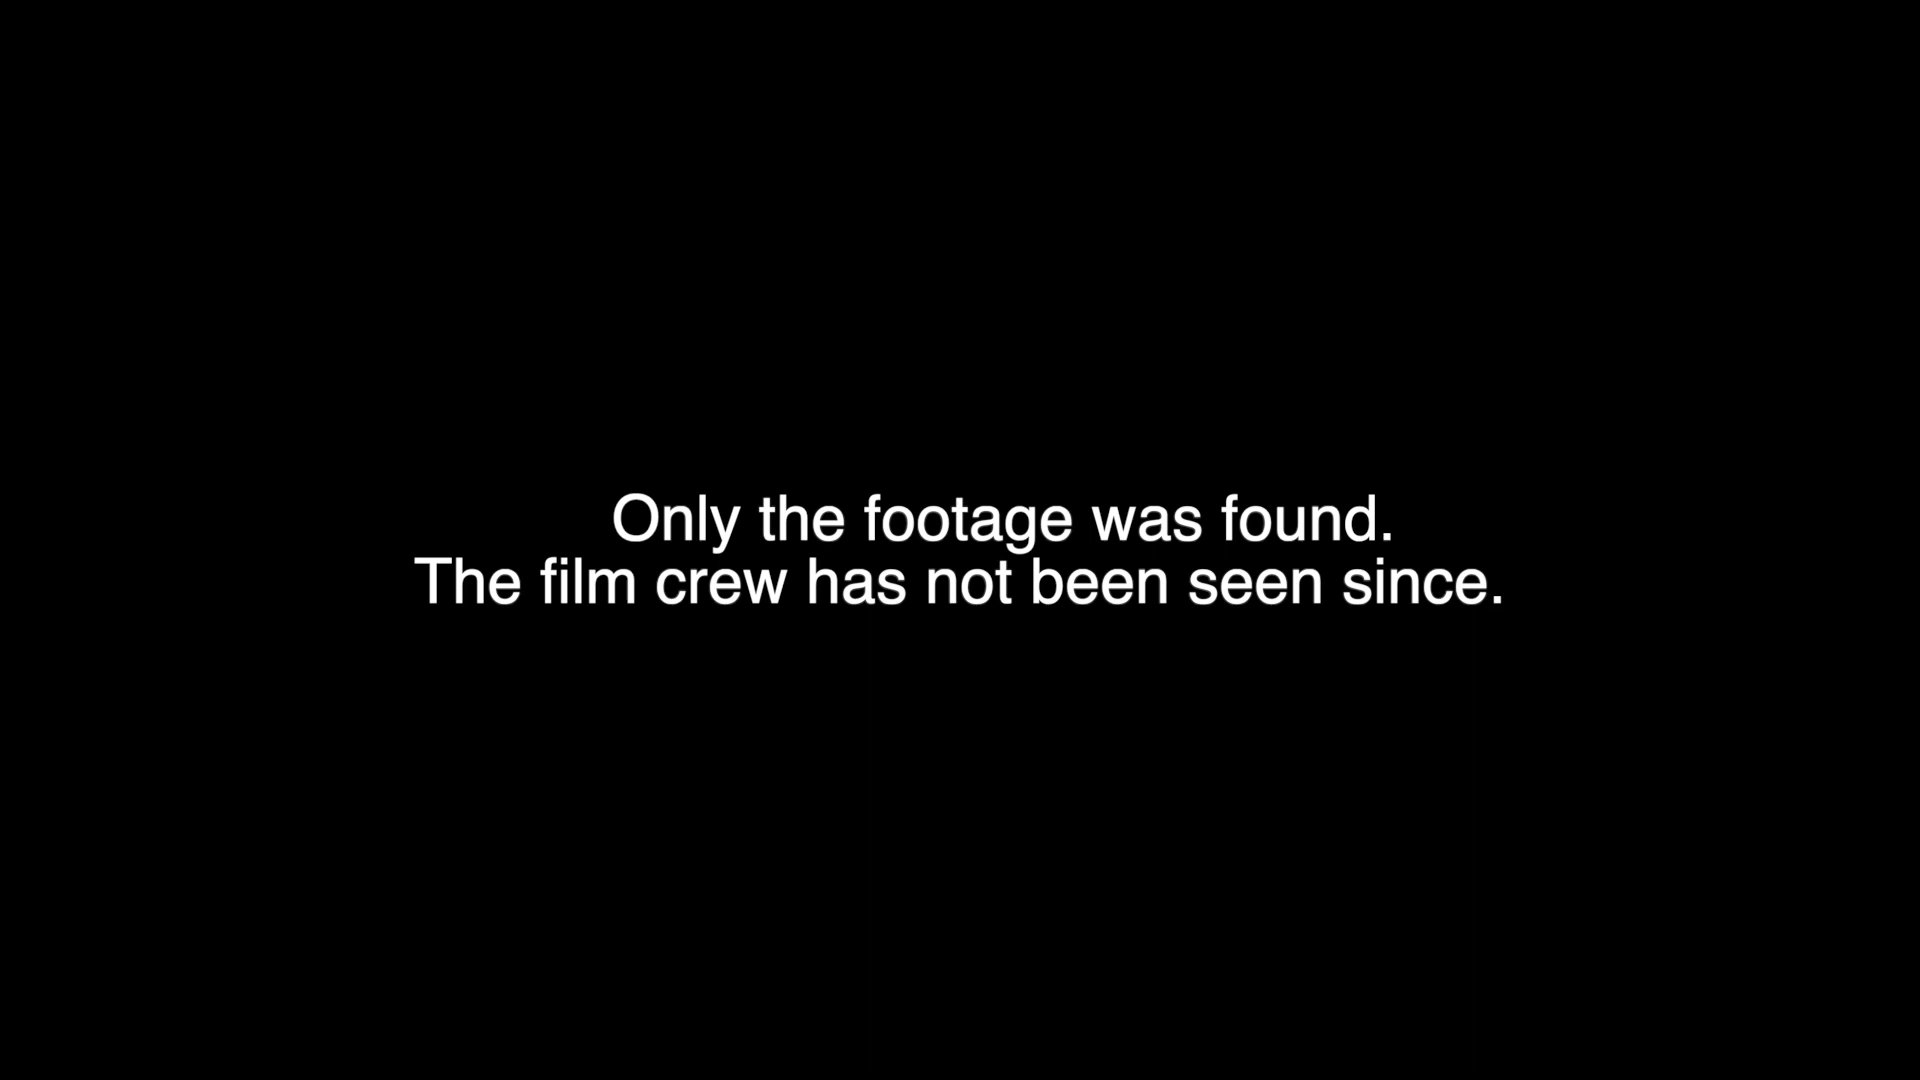 Only the footage was found.
The film crew has not been seen since.